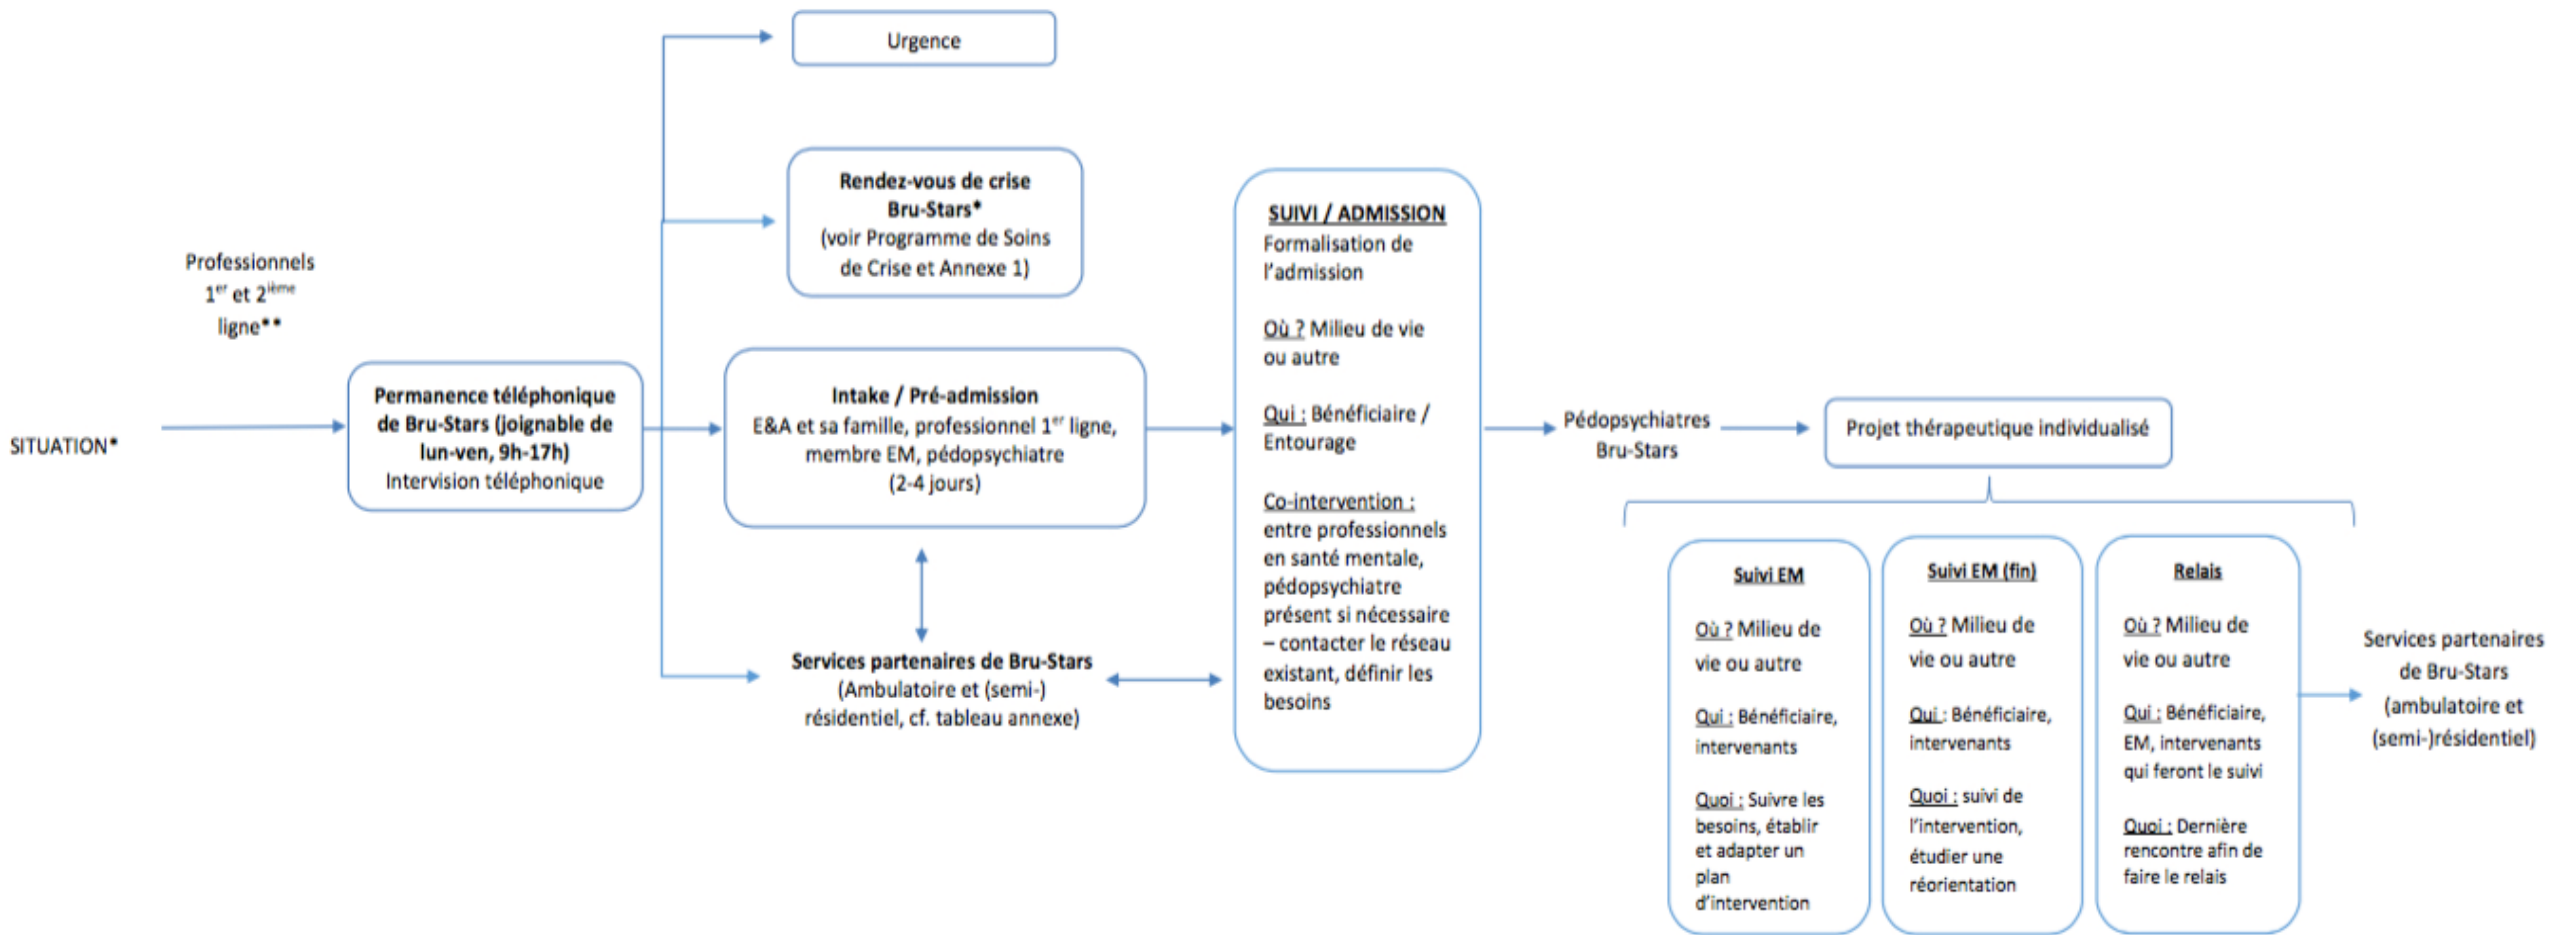 SITUATION*
Professionnels
1er et 2ième
ligne**
Permanence téléphonique
de Bru-Stars (joignable de
lun-ven, 9h-17h)
Intervision téléphonique
Urgence
Rendez-vous de crise
Bru-Stars*
(voir Programme de Soins
de Crise et Annexe 1)
Intake / Pré-admission
E&A et sa famille, professionnel 1er ligne,
membre EM, pédopsychiatre
(2-4 jours)
Services partenaires de Bru-Stars
(Ambulatoire et (semi-)
résidentiel, cf. tableau annexe)
SUIVI / ADMISSION
Formalisation de
l'admission
Où ? Milieu de vie
ou autre
Qui : Bénéficiaire /
Entourage
Co-intervention :
entre professionnels
en santé mentale,
pédopsychiatre
présent si nécessaire
– contacter le réseau
existant, définir les
besoins
Pédopsychiatres
Bru-Stars
Projet thérapeutique individualisé
Suivi EM
Où ? Milieu de
vie ou autre
Qui : Bénéficiaire,
intervenants
Quoi : Suivre les
besoins, établir
et adapter un
plan
d'intervention
Suivi EM (fin)
Où ? Milieu de
vie ou autre
Qui : Bénéficiaire,
intervenants
Quoi : suivi de
l'intervention,
étudier une
réorientation
Relais
Où ? Milieu de
vie ou autre
Qui : Bénéficiaire,
EM, intervenants
qui feront le suivi
Quoi : Dernière
rencontre afin de
faire le relais
Services partenaires
de Bru-Stars
(ambulatoire et
(semi-)résidentiel)